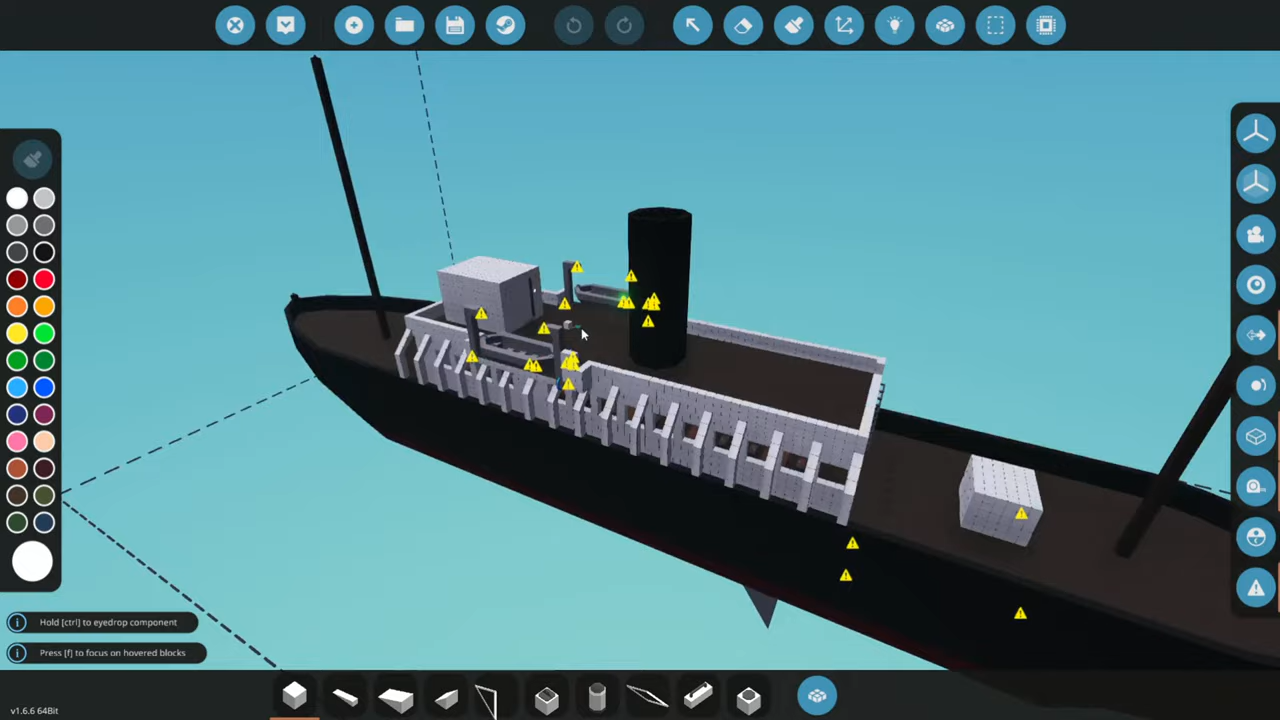 Hold [ctrl] to eyedrop component
Press [f] to focus on hovered blocks
v1.6.6 64Bit